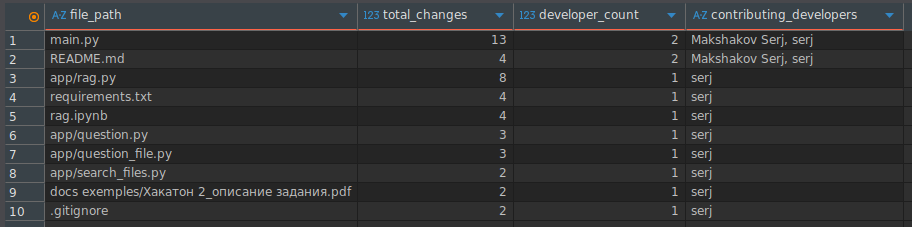 A-Z file_path 123 total_changes 123 developer_count A-Z contributing_developers
1 main.py 13 2 Makshakov Serj, serj
2 README.md 4 2 Makshakov Serj, serj
3 app/rag.py 8 1 serj
4 requirements.txt 4 1 serj
5 rag.ipynb 4 1 serj
6 app/question.py 3 1 serj
7 app/question_file.py 3 1 serj
8 app/search_files.py 2 1 serj
9 docs exemples/Хакатон 2_описание задания.pdf 2 1 serj
10 .gitignore 2 1 serj